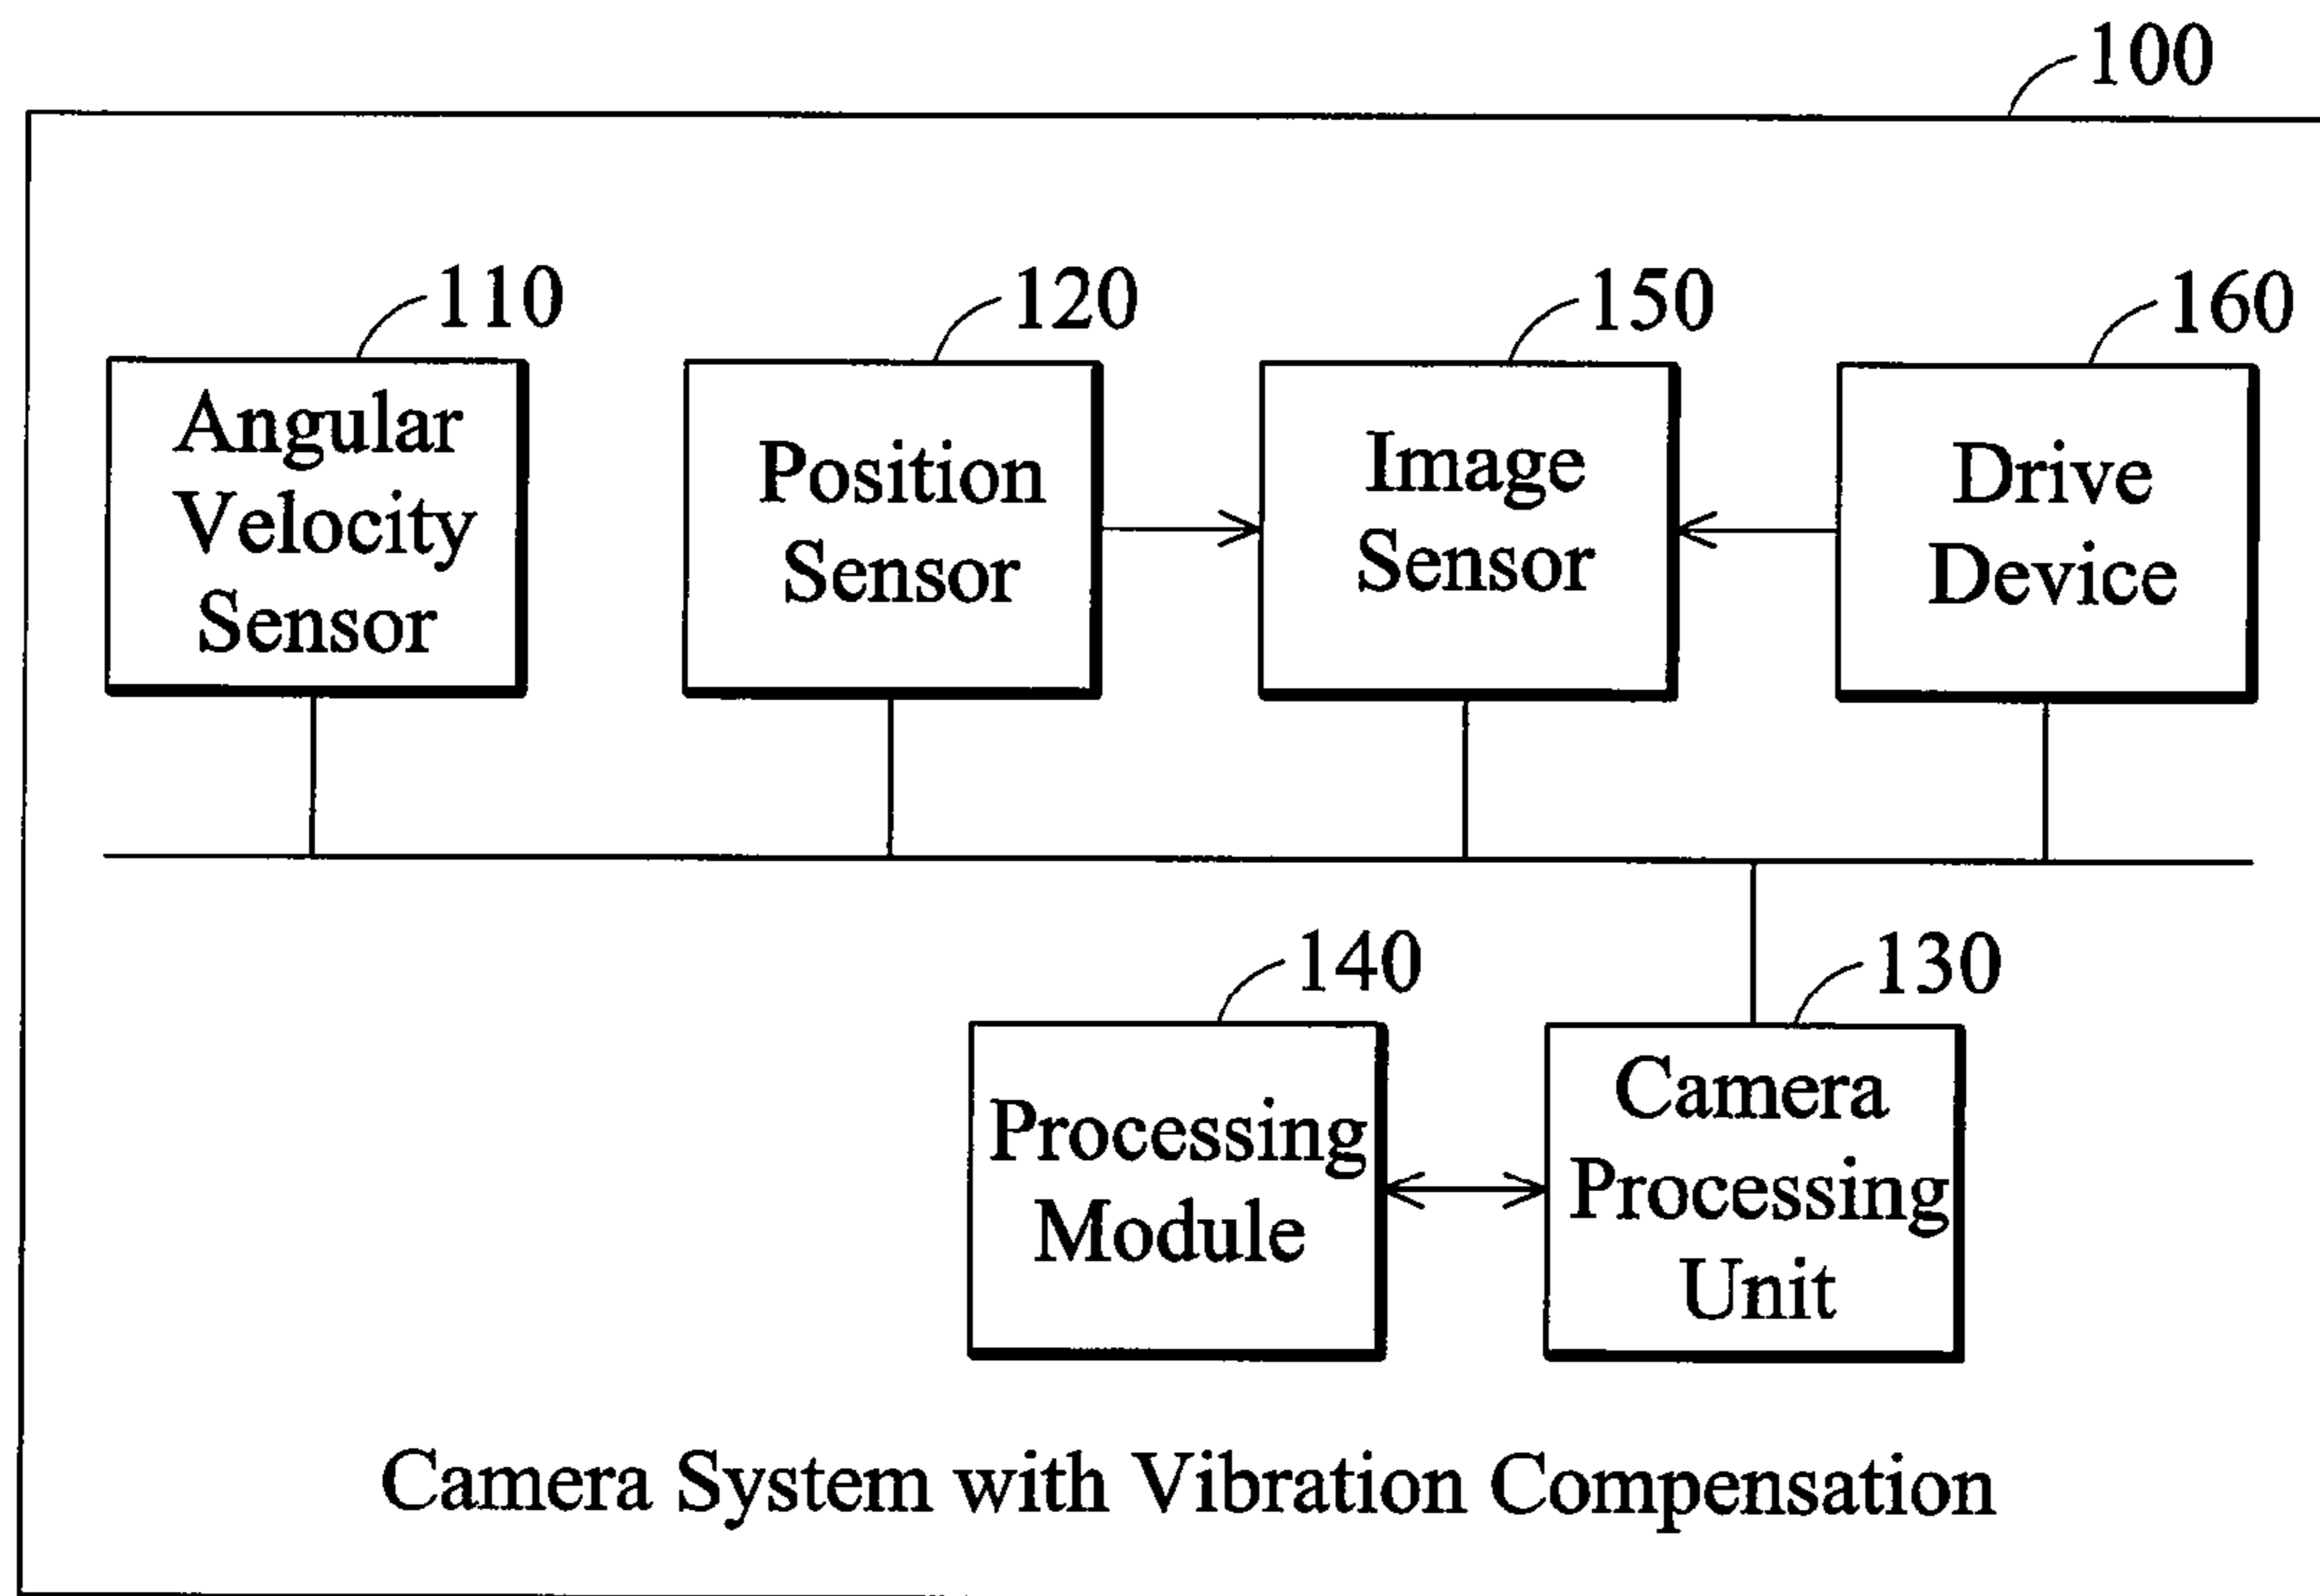 100
110
120
150
160
Angular
Velocity
Sensor
Position
Sensor
Image
Sensor
Drive
Device
140
130
Processing
Module
Camera
Processing
Unit
Camera System with Vibration Compensation